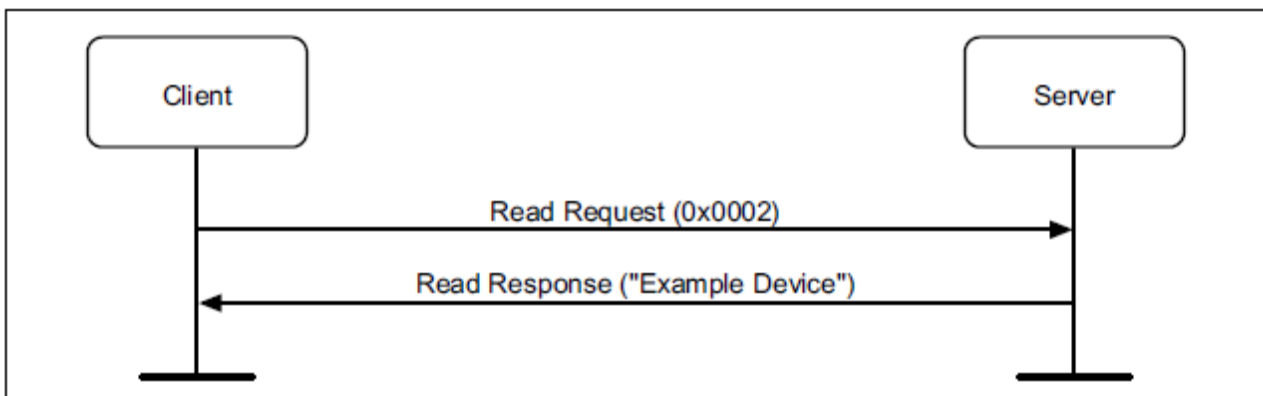 Client
Server
Read Request (0x0002)
Read Response ("Example Device")